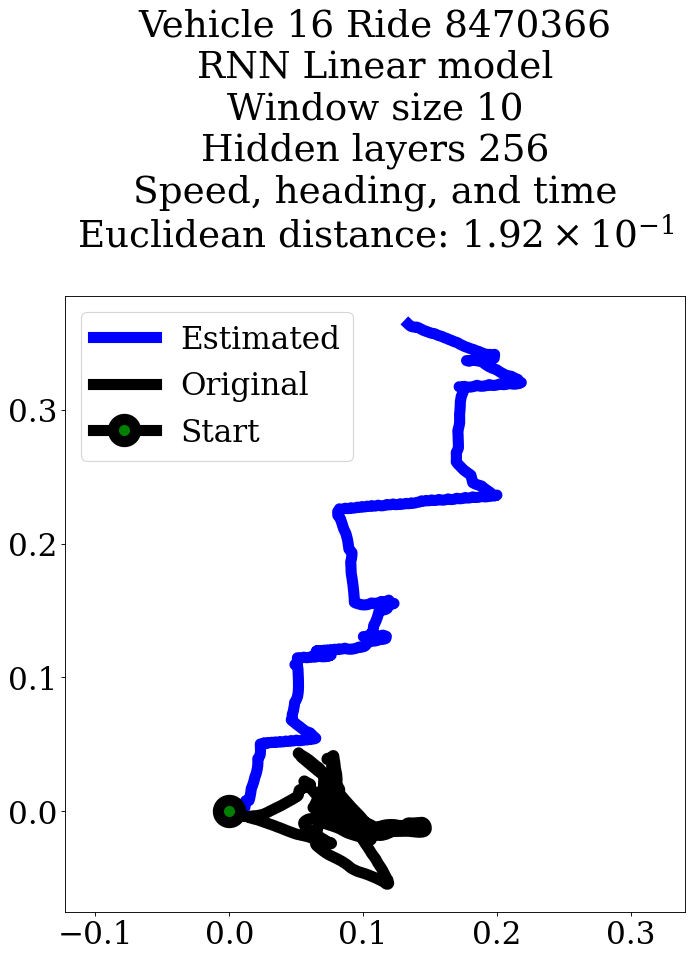 Vehicle 16 Ride 8470366
RNN Linear model
Window size 10
Hidden layers 256
Speed, heading, and time
Euclidean distance: 1.92 × 10⁻¹
Estimated
Original
Start
0.3
0.2
0.1
0.0
−0.1 0.0 0.1 0.2 0.3